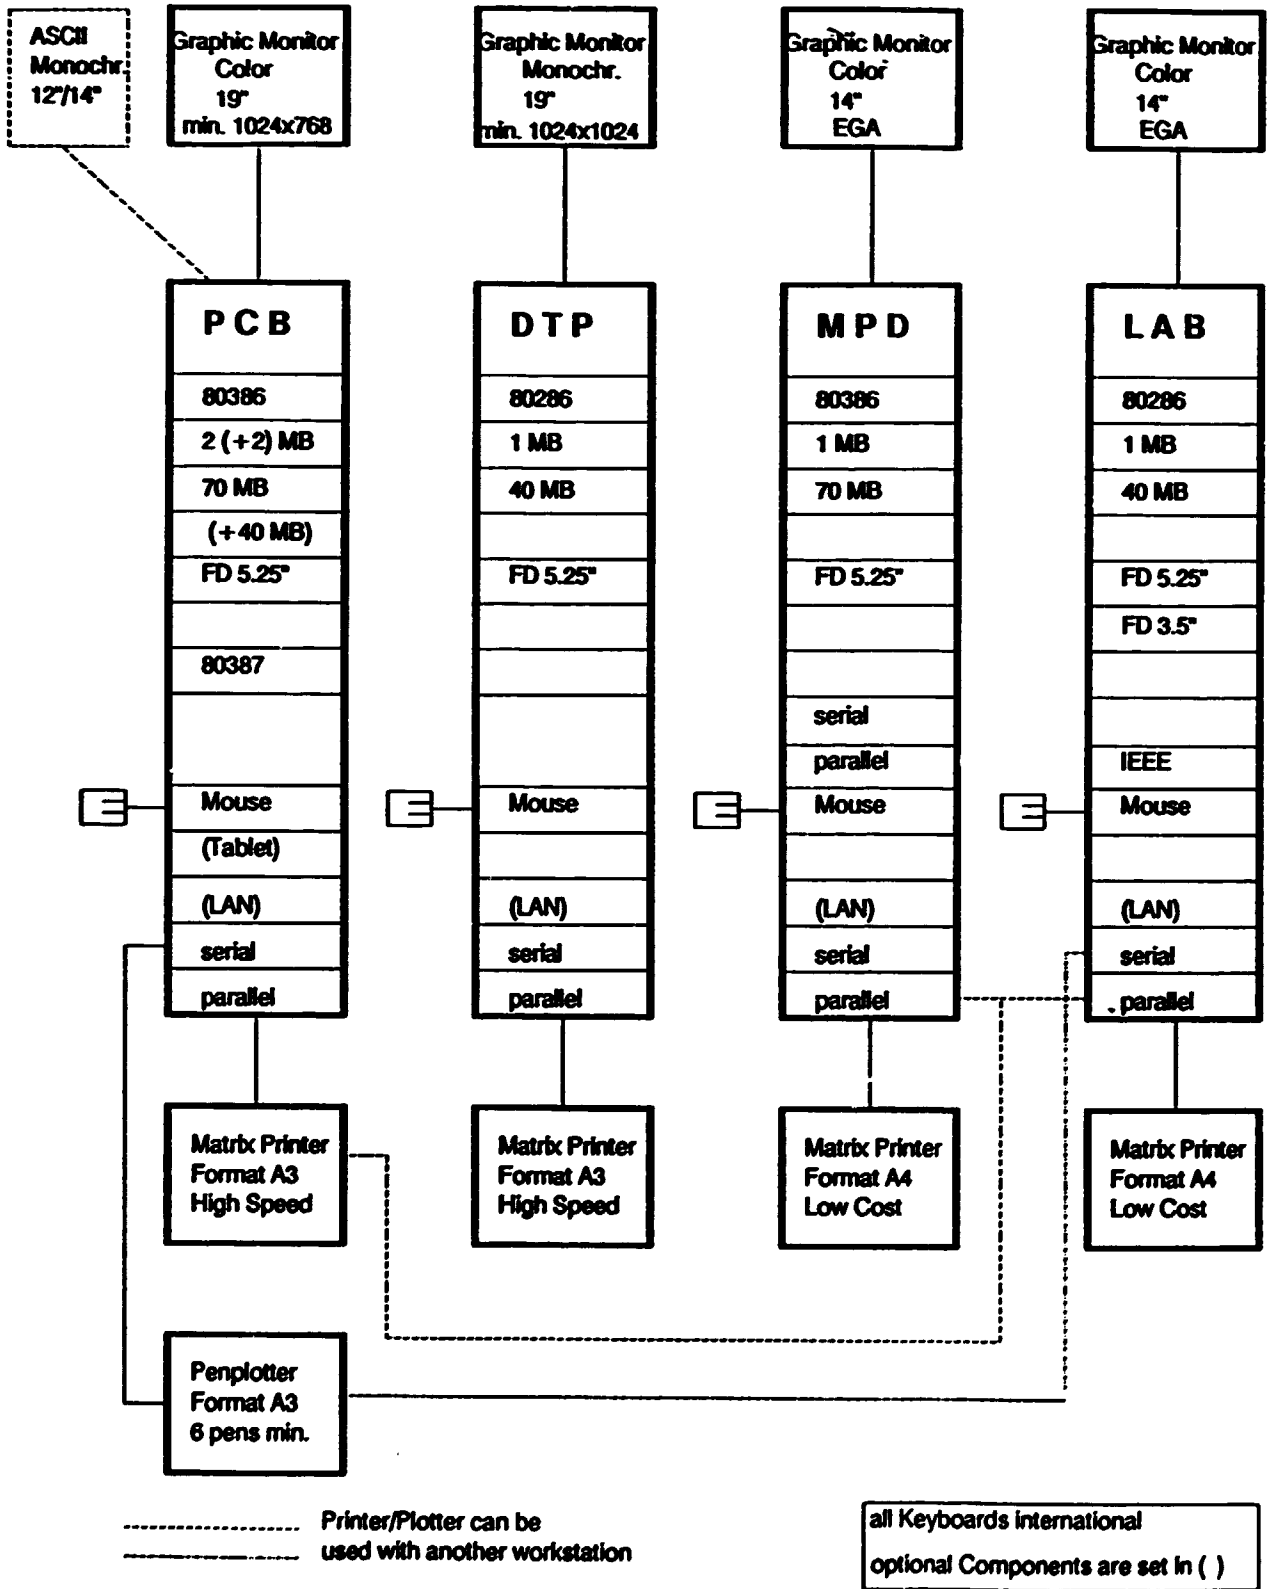 ASCII
Monochr.
12"/14"
Graphic Monitor
Color
19"
min. 1024x768
Graphic Monitor
Monochr.
19"
min. 1024x1024
Graphic Monitor
Color
14"
EGA
Graphic Monitor
Color
14"
EGA
PCB
80386
2 (+2) MB
70 MB
(+40 MB)
FD 5.25"
80387
Mouse
(Tablet)
(LAN)
serial
parallel
DTP
80286
1 MB
40 MB
FD 5.25"
Mouse
(LAN)
serial
parallel
MPD
80386
1 MB
70 MB
FD 5.25"
serial
parallel
Mouse
(LAN)
serial
parallel
LAB
80286
1 MB
40 MB
FD 5.25"
FD 3.5"
IEEE
Mouse
(LAN)
serial
parallel
Matrix Printer
Format A3
High Speed
Matrix Printer
Format A3
High Speed
Matrix Printer
Format A4
Low Cost
Matrix Printer
Format A4
Low Cost
Penplotter
Format A3
6 pens min.
Printer/Plotter can be
used with another workstation
all Keyboards international
optional Components are set in ( )